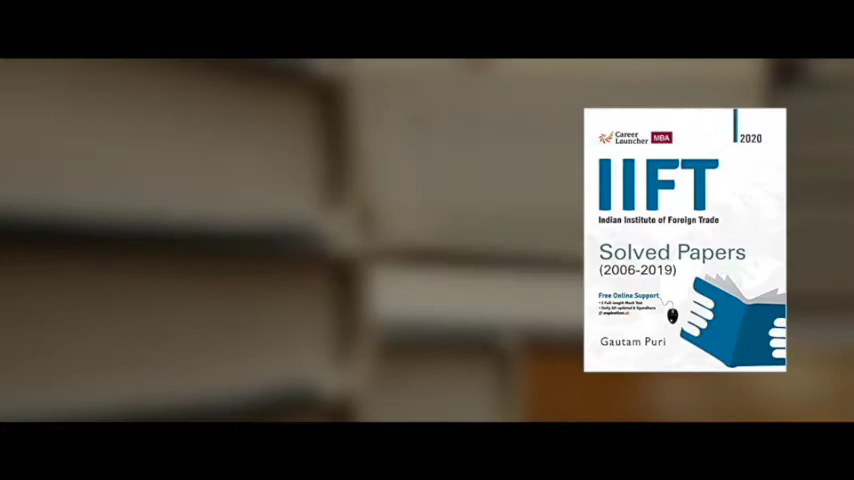 Career
Launcher MBA
2020
IIFT
Indian Institute of Foreign Trade
Solved Papers
(2006-2019)
Free Online Support
Gautam Puri